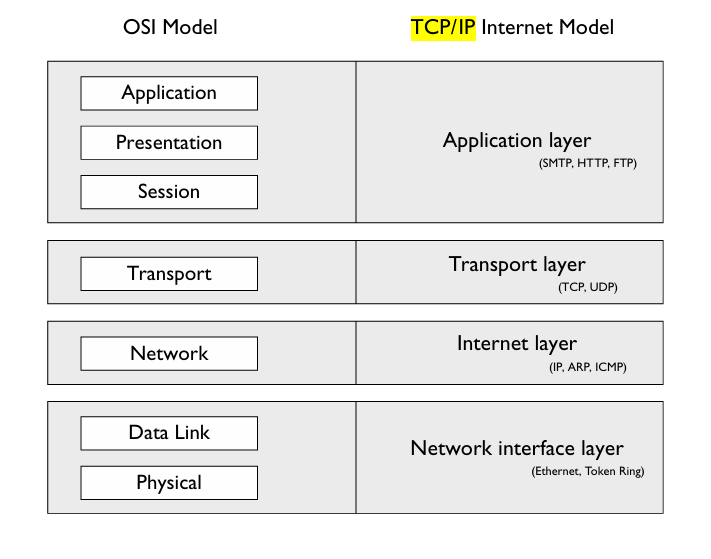 OSI Model
TCP/IP Internet Model
Application
Presentation
Session
Application layer
(SMTP, HTTP, FTP)
Transport
Transport layer
(TCP, UDP)
Network
Internet layer
(IP, ARP, ICMP)
Data Link
Physical
Network interface layer
(Ethernet, Token Ring)